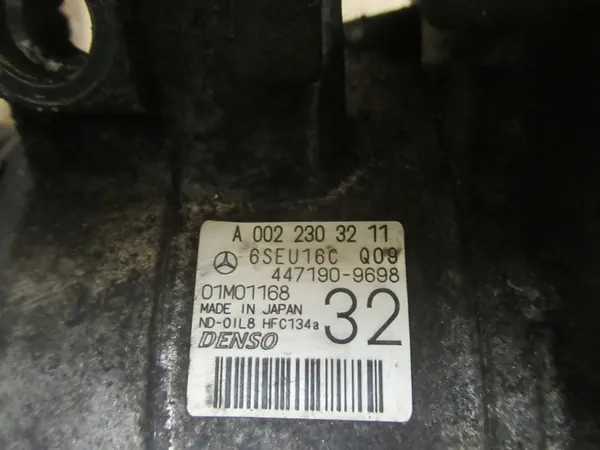 A 002 230 32 11
6SEU16C Q09
447190-9698
01M01168
MADE IN JAPAN
ND-OIL8 HFC134a
32
DENSO